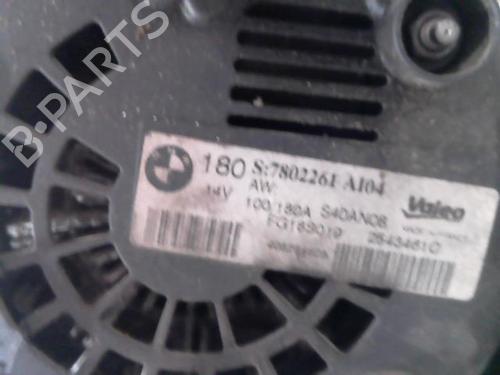 B-PARTS
180 S:7802261 AI04
14V AW:
100 180A S40AN08 Valeo
FG18S019
2543461C